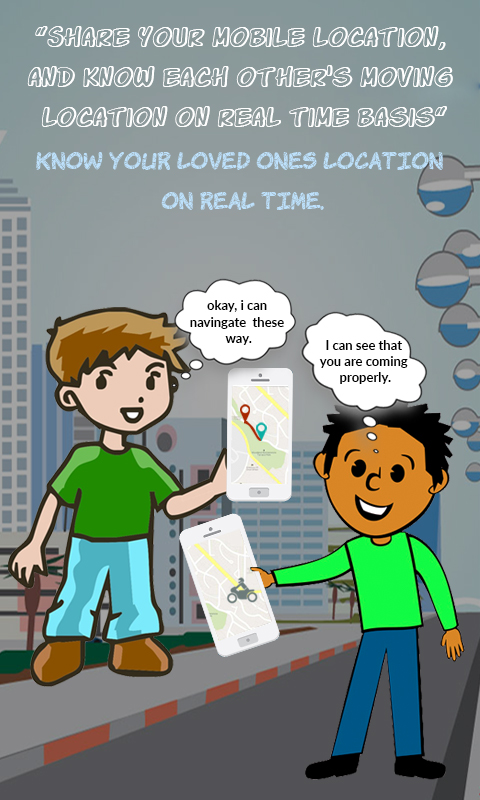 "SHARE YOUR MOBILE LOCATION,
AND KNOW EACH OTHER'S MOVING
LOCATION ON REAL TIME BASIS"
KNOW YOUR LOVED ONES LOCATION
ON REAL TIME.
okay, i can
navingate these
way.
I can see that
you are coming
properly.